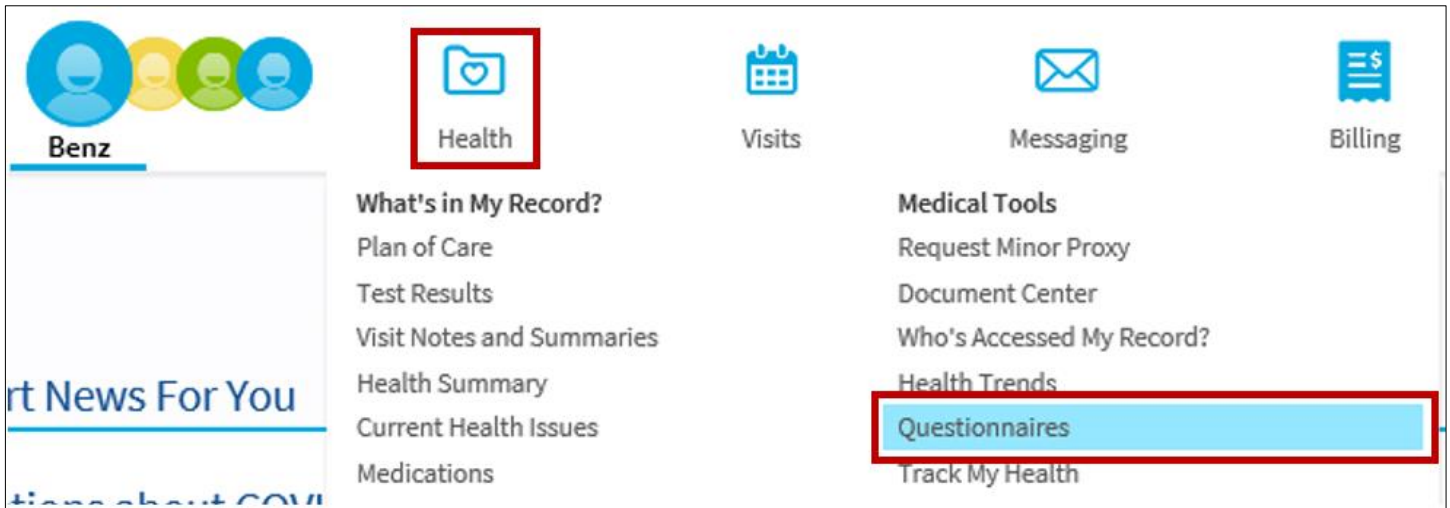 Benz
Health
Visits
Messaging
Billing
What's in My Record?
Plan of Care
Test Results
Visit Notes and Summaries
Health Summary
Current Health Issues
Medications
Medical Tools
Request Minor Proxy
Document Center
Who's Accessed My Record?
Health Trends
Questionnaires
Track My Health
rt News For You
about COVI